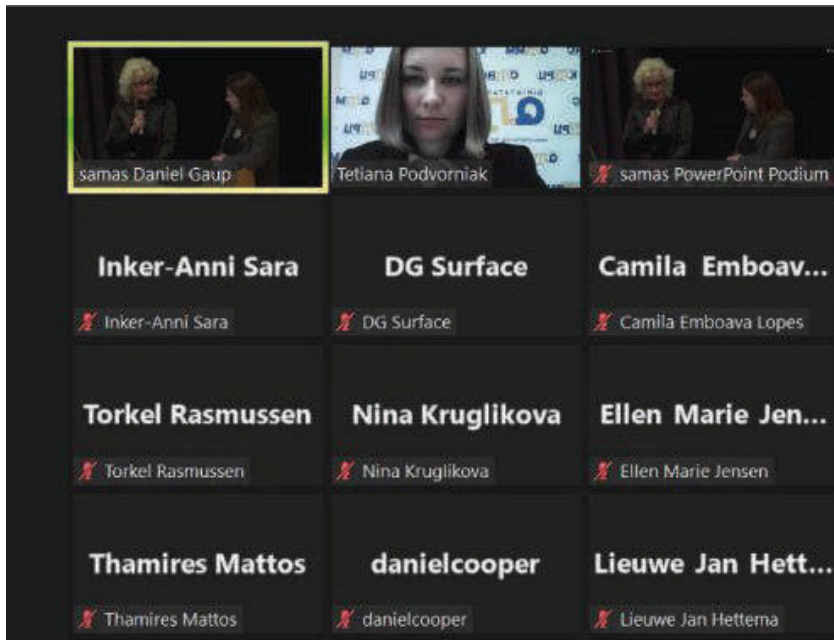 samas Daniel Gaup
Tetiana Podvorniak
samas PowerPoint Podium
Inker-Anni Sara
DG Surface
Camila Emboav...
Inker-Anni Sara
DG Surface
Camila Emboava Lopes
Torkel Rasmussen
Nina Kruglikova
Ellen Marie Jen...
Torkel Rasmussen
Nina Kruglikova
Ellen Marie Jensen
Thamires Mattos
danielcooper
Lieuwe Jan Hett...
Thamires Mattos
danielcooper
Lieuwe Jan Hettema